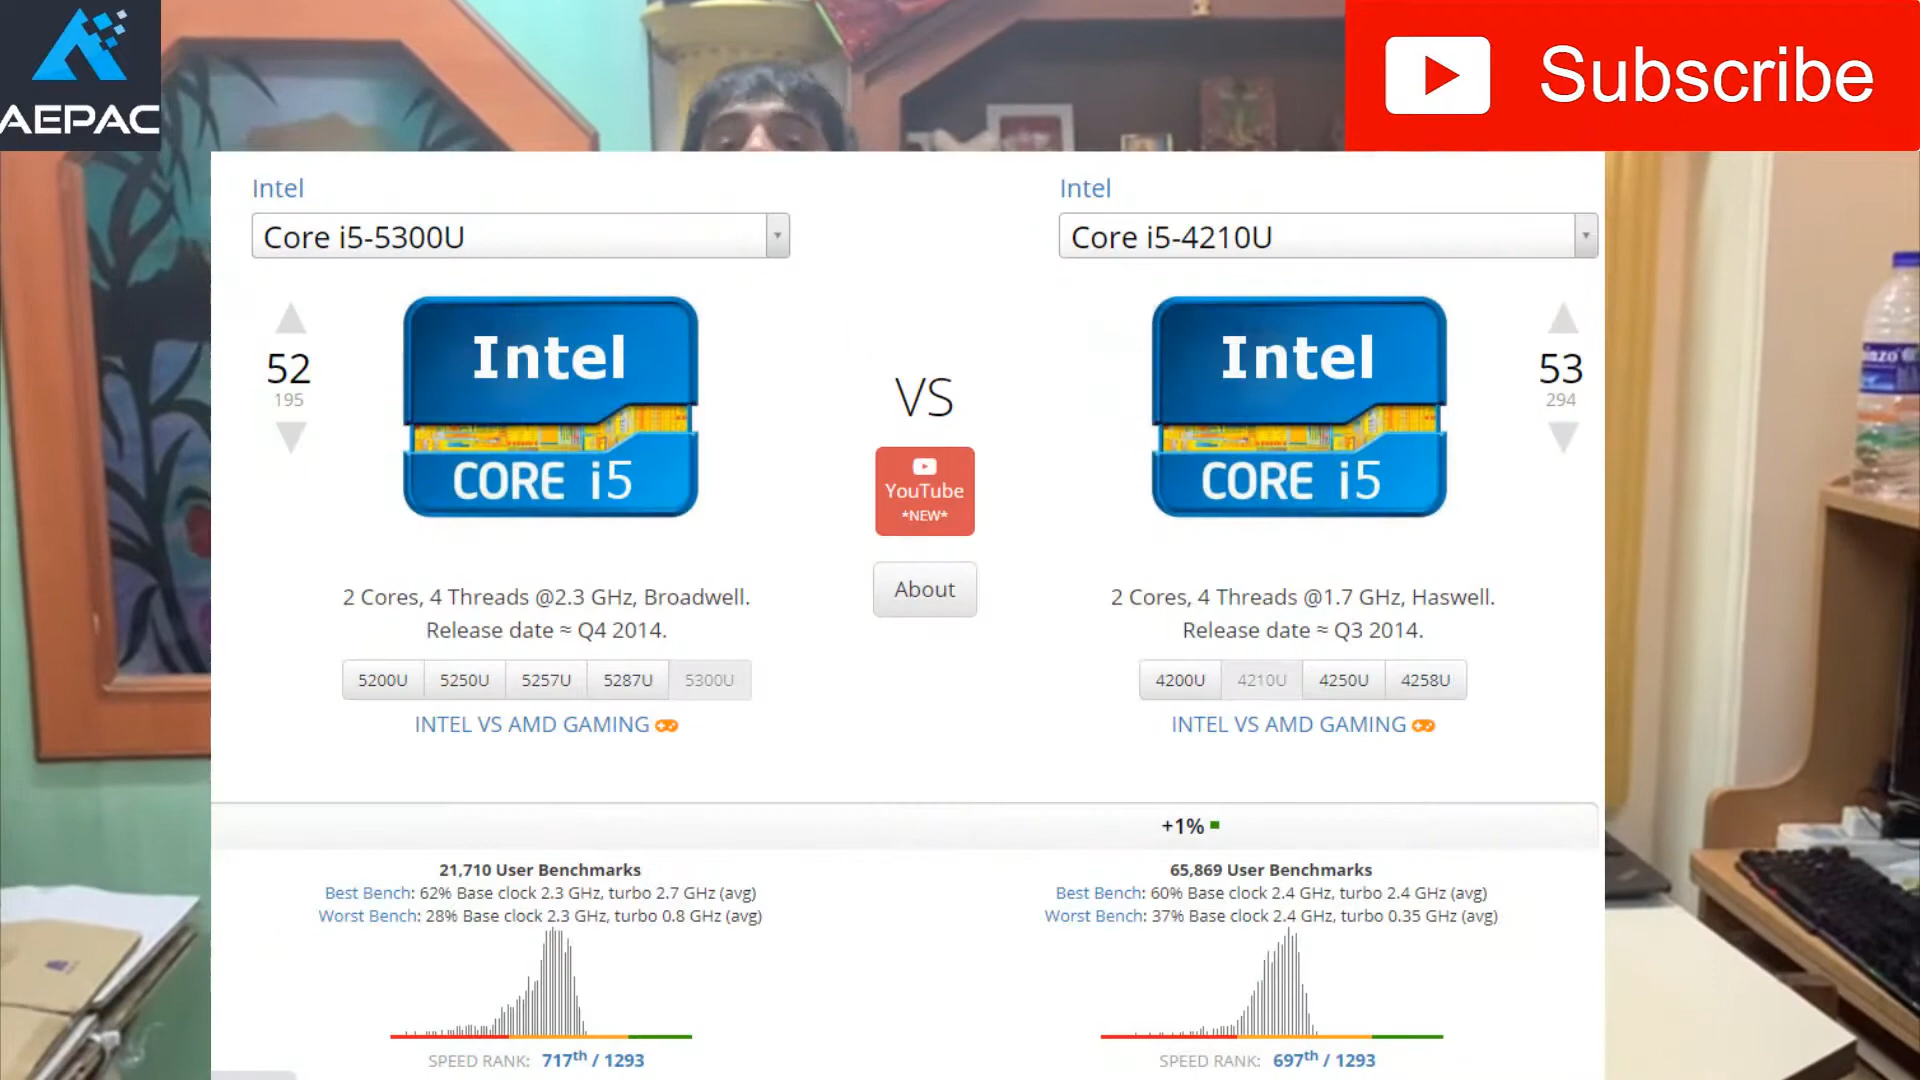 AEPAC
Subscribe
Intel
Core i5-5300U
Intel
Core i5-4210U
52
195
Intel
CORE i5
VS
YouTube
*NEW*
About
Intel
CORE i5
53
294
2 Cores, 4 Threads @2.3 GHz, Broadwell.
Release date ≈ Q4 2014.
5200U 5250U 5257U 5287U 5300U
INTEL VS AMD GAMING
2 Cores, 4 Threads @1.7 GHz, Haswell.
Release date ≈ Q3 2014.
4200U 4210U 4250U 4258U
INTEL VS AMD GAMING
+1%
21,710 User Benchmarks
Best Bench: 62% Base clock 2.3 GHz, turbo 2.7 GHz (avg)
Worst Bench: 28% Base clock 2.3 GHz, turbo 0.8 GHz (avg)
SPEED RANK: 717th / 1293
65,869 User Benchmarks
Best Bench: 60% Base clock 2.4 GHz, turbo 2.4 GHz (avg)
Worst Bench: 37% Base clock 2.4 GHz, turbo 0.35 GHz (avg)
SPEED RANK: 697th / 1293